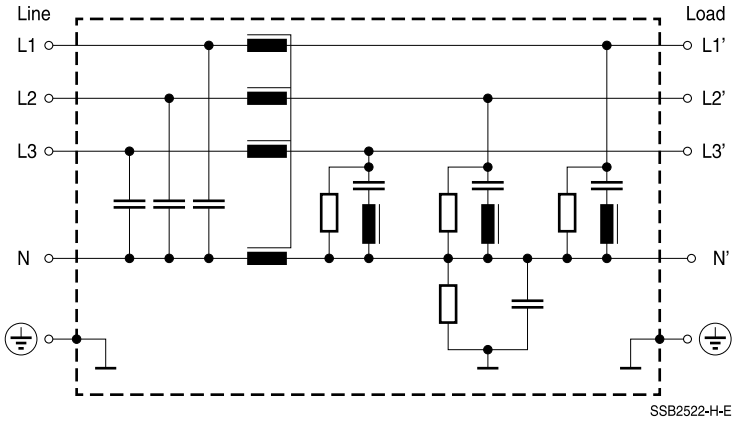 Line Load
L1 L1’
L2 L2’
L3 L3’
N N’
SSB2522-H-E